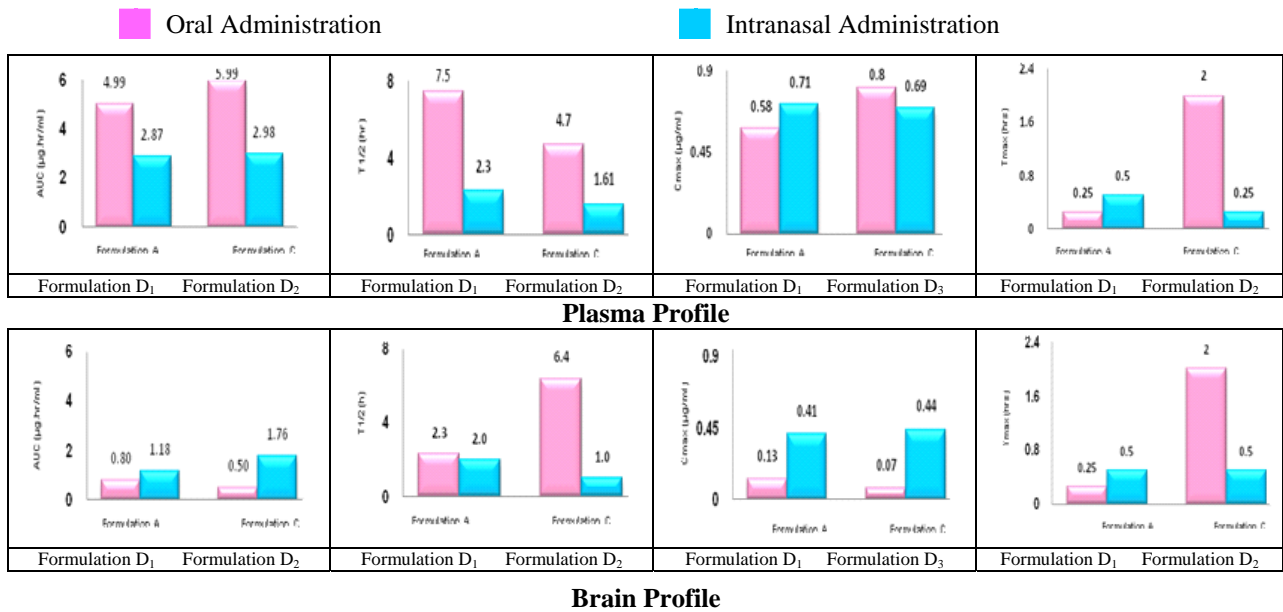 Oral Administration Intranasal Administration
AUC (µg.hr/ml)
6
4
2
0
4.99
2.87
5.99
2.98
Formulation A Formulation C
T1/2 (hr)
8
4
0
7.5
2.3
4.7
1.61
Formulation A Formulation C
Cmax (µg/ml)
0.9
0.45
0
0.58
0.71
0.8
0.69
Formulation A Formulation C
Tmax (hrs)
2.4
1.6
0.8
0
0.25
0.5
2
0.25
Formulation A Formulation C
Formulation D₁ Formulation D₂
Formulation D₁ Formulation D₂
Formulation D₁ Formulation D₃
Formulation D₁ Formulation D₂
Plasma Profile
AUC (µg.hr/ml)
6
4
2
0
0.80
1.18
0.50
1.76
Formulation A Formulation C
T1/2 (h)
8
4
0
2.3
2.0
6.4
1.0
Formulation A Formulation C
Cmax (µg/ml)
0.9
0.45
0
0.13
0.41
0.07
0.44
Formulation A Formulation C
Tmax (hrs)
2.4
1.6
0.8
0
0.25
0.5
2
0.5
Formulation A Formulation C
Formulation D₁ Formulation D₂
Formulation D₁ Formulation D₂
Formulation D₁ Formulation D₃
Formulation D₁ Formulation D₂
Brain Profile